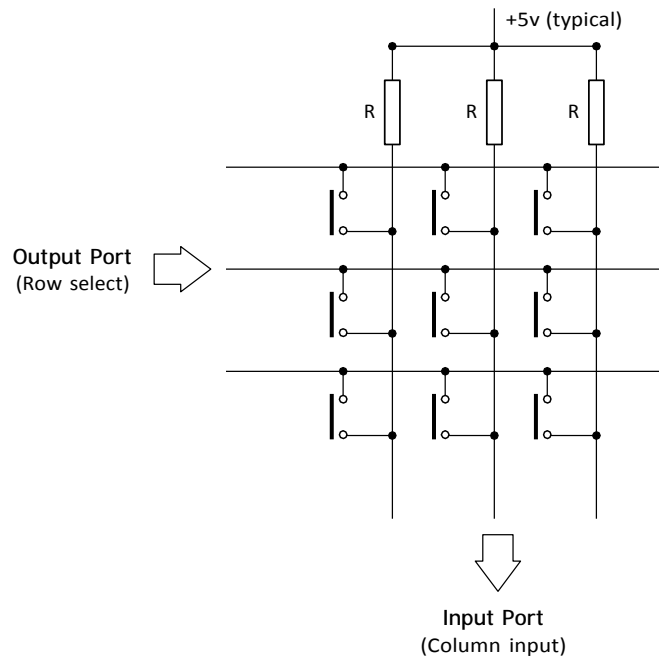 +5v (typical)
R
R
R
Output Port
(Row select)
Input Port
(Column input)